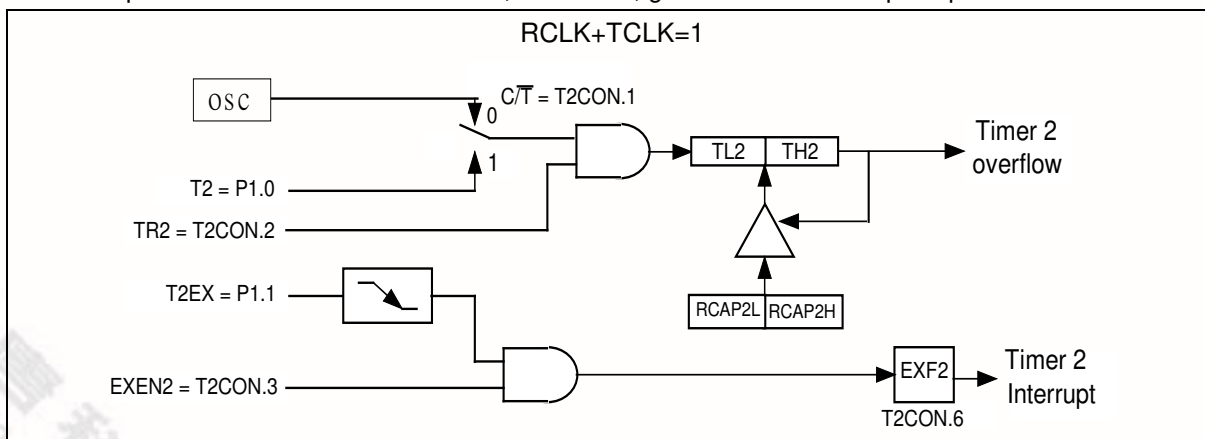 RCLK+TCLK=1
OSC
C/T = T2CON.1
0
1
T2 = P1.0
TR2 = T2CON.2
TL2 TH2
Timer 2
overflow
T2EX = P1.1
RCAP2L RCAP2H
EXEN2 = T2CON.3
EXF2
T2CON.6
Timer 2
Interrupt